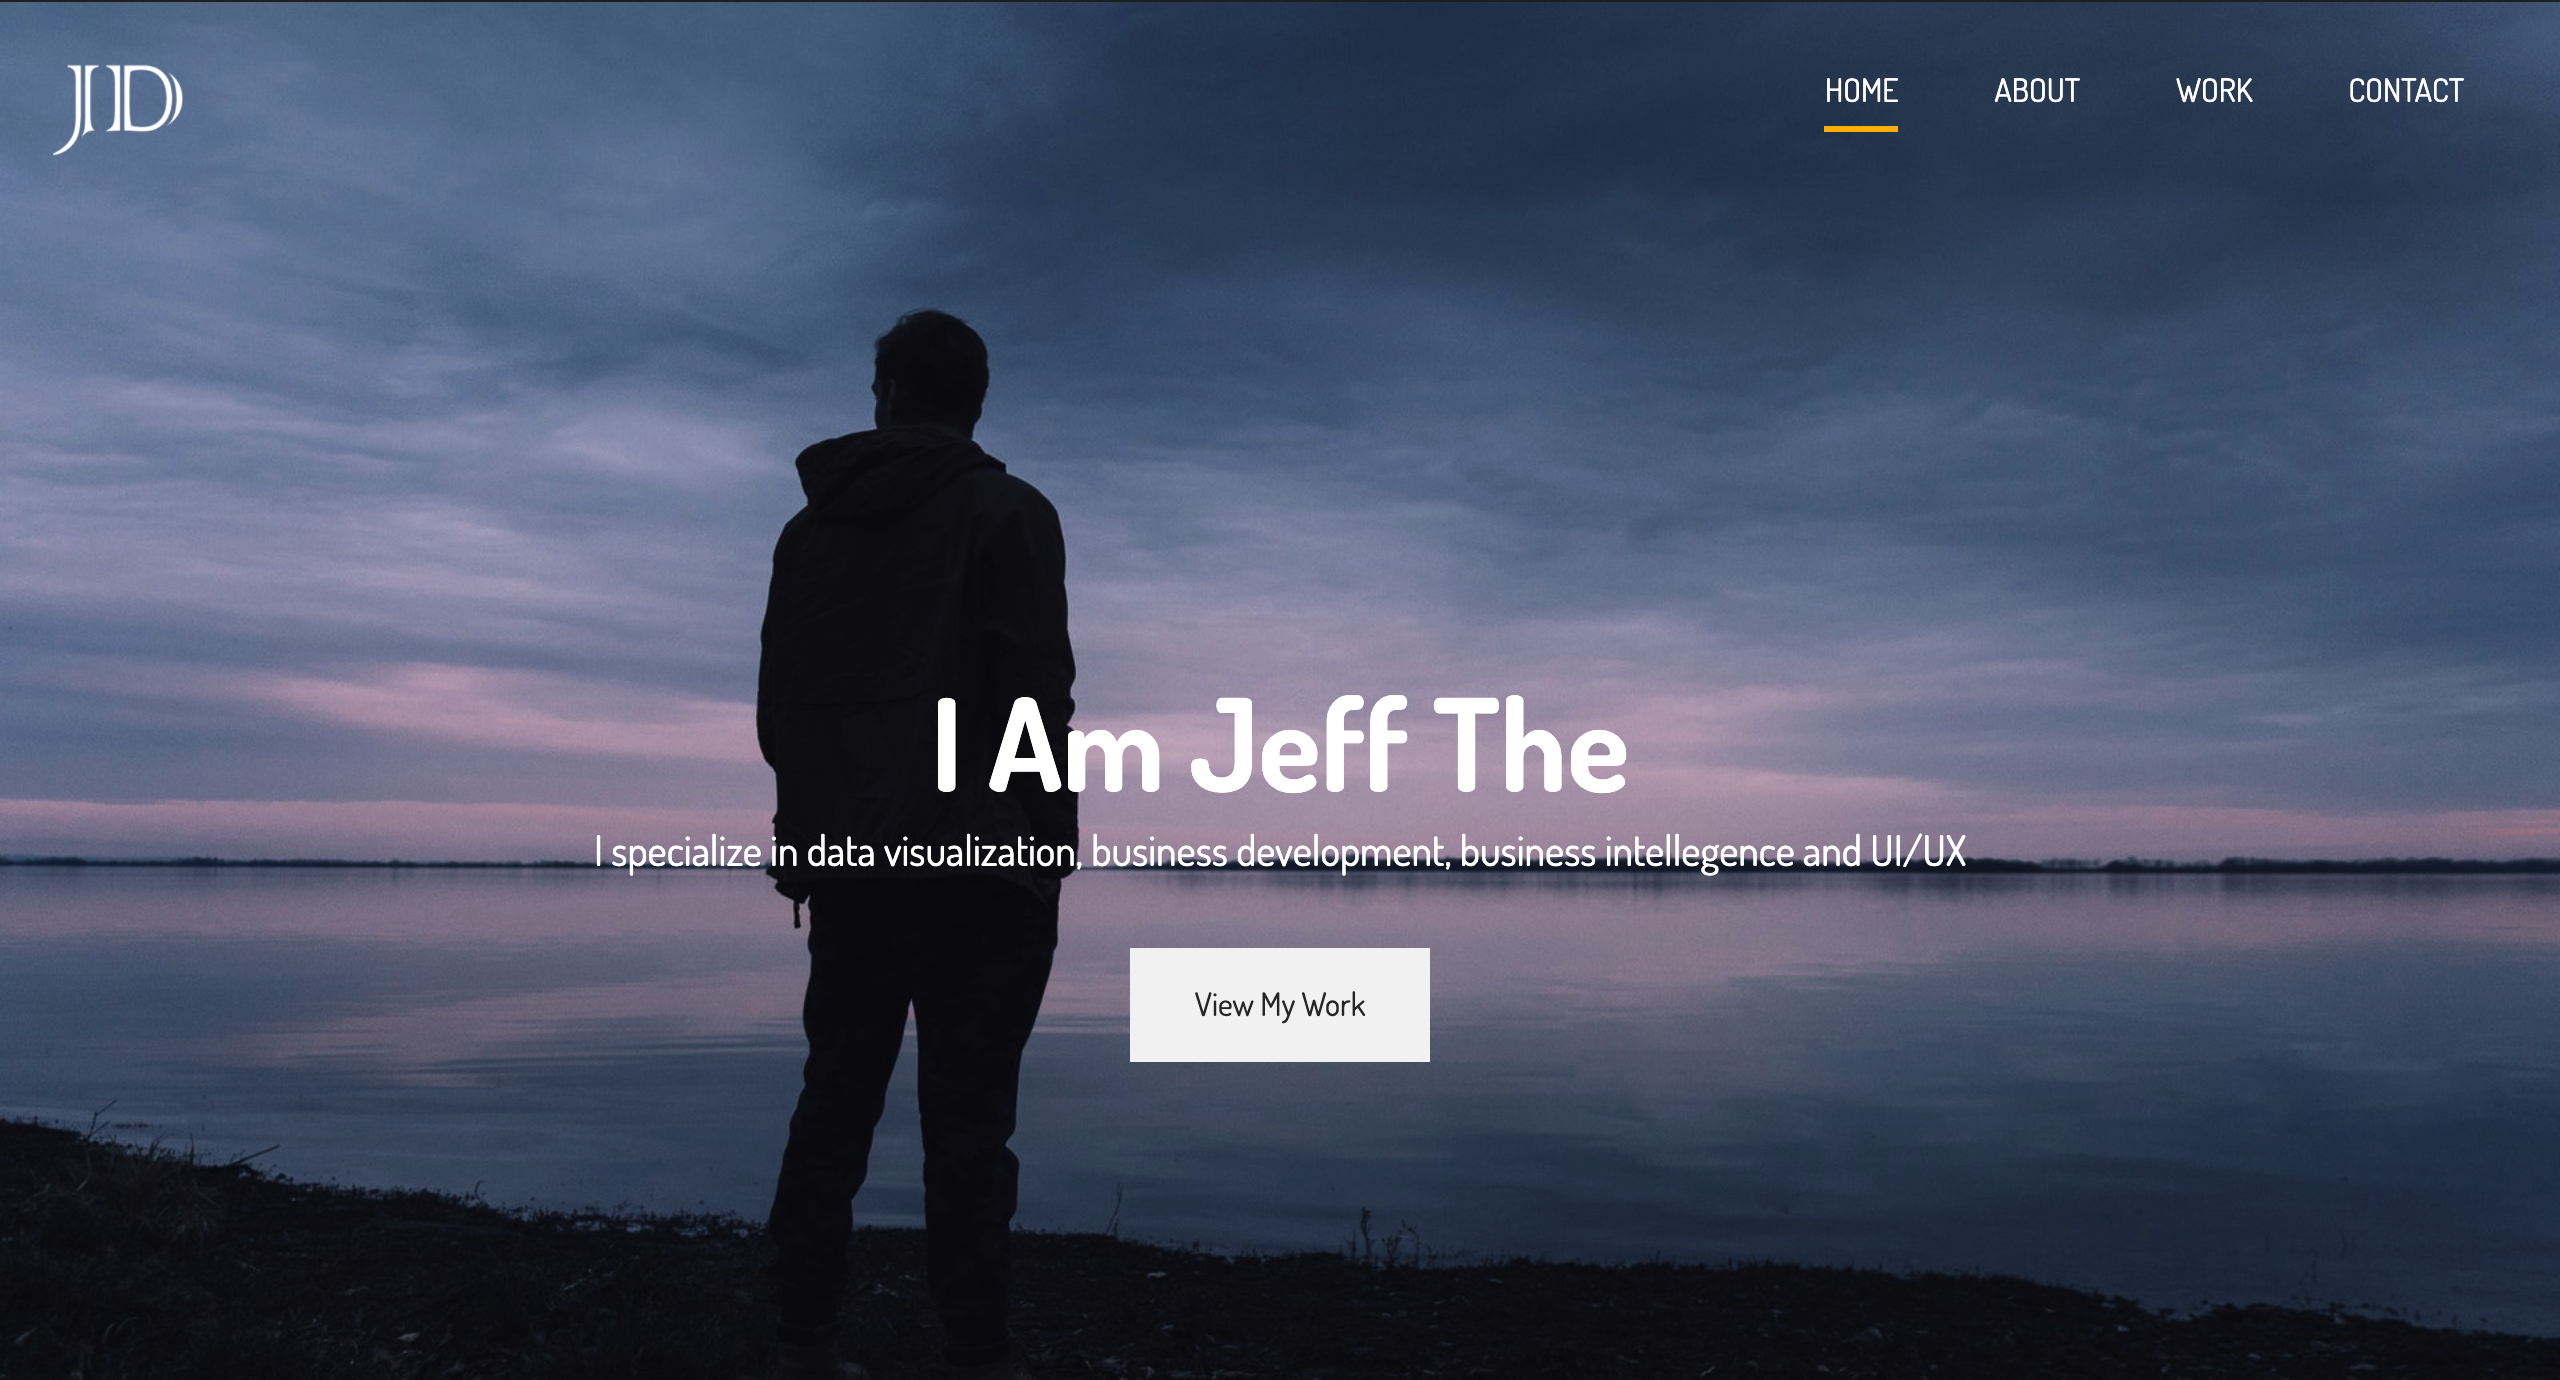 JD
HOME ABOUT WORK CONTACT
I Am Jeff The
I specialize in data visualization, business development, business intellegence and UI/UX
View My Work